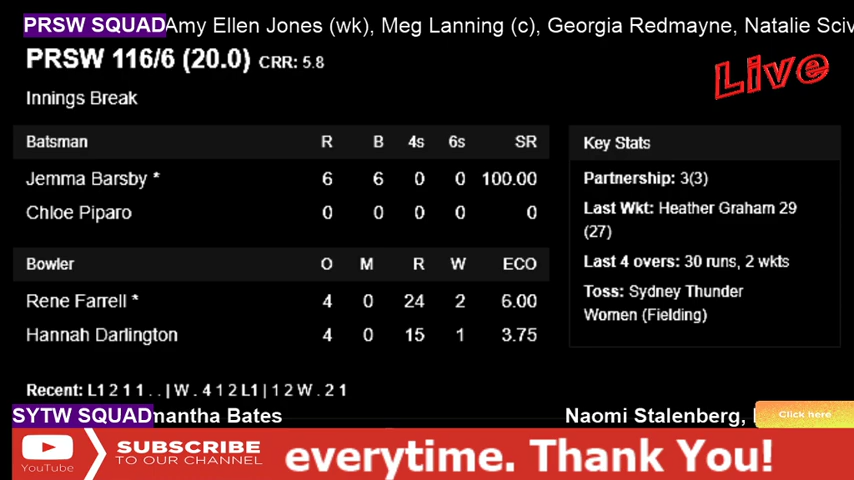 PRSW SQUAD Amy Ellen Jones (wk), Meg Lanning (c), Georgia Redmayne, Natalie Sciv
PRSW 116/6 (20.0) CRR: 5.8
Live
Innings Break
Batsman R B 4s 6s SR
Jemma Barsby * 6 6 0 0 100.00
Chloe Piparo 0 0 0 0 0
Bowler O M R W ECO
Rene Farrell * 4 0 24 2 6.00
Hannah Darlington 4 0 15 1 3.75
Key Stats
Partnership: 3(3)
Last Wkt: Heather Graham 29
(27)
Last 4 overs: 30 runs, 2 wkts
Toss: Sydney Thunder
Women (Fielding)
Recent: L1 2 1 1 . . | W . 4 1 2 L1 | 1 2 W . 2 1
SYTW SQUAD mantha Bates Naomi Stalenberg,
Click here
YouTube
SUBSCRIBE
TO OUR CHANNEL
everytime. Thank You!